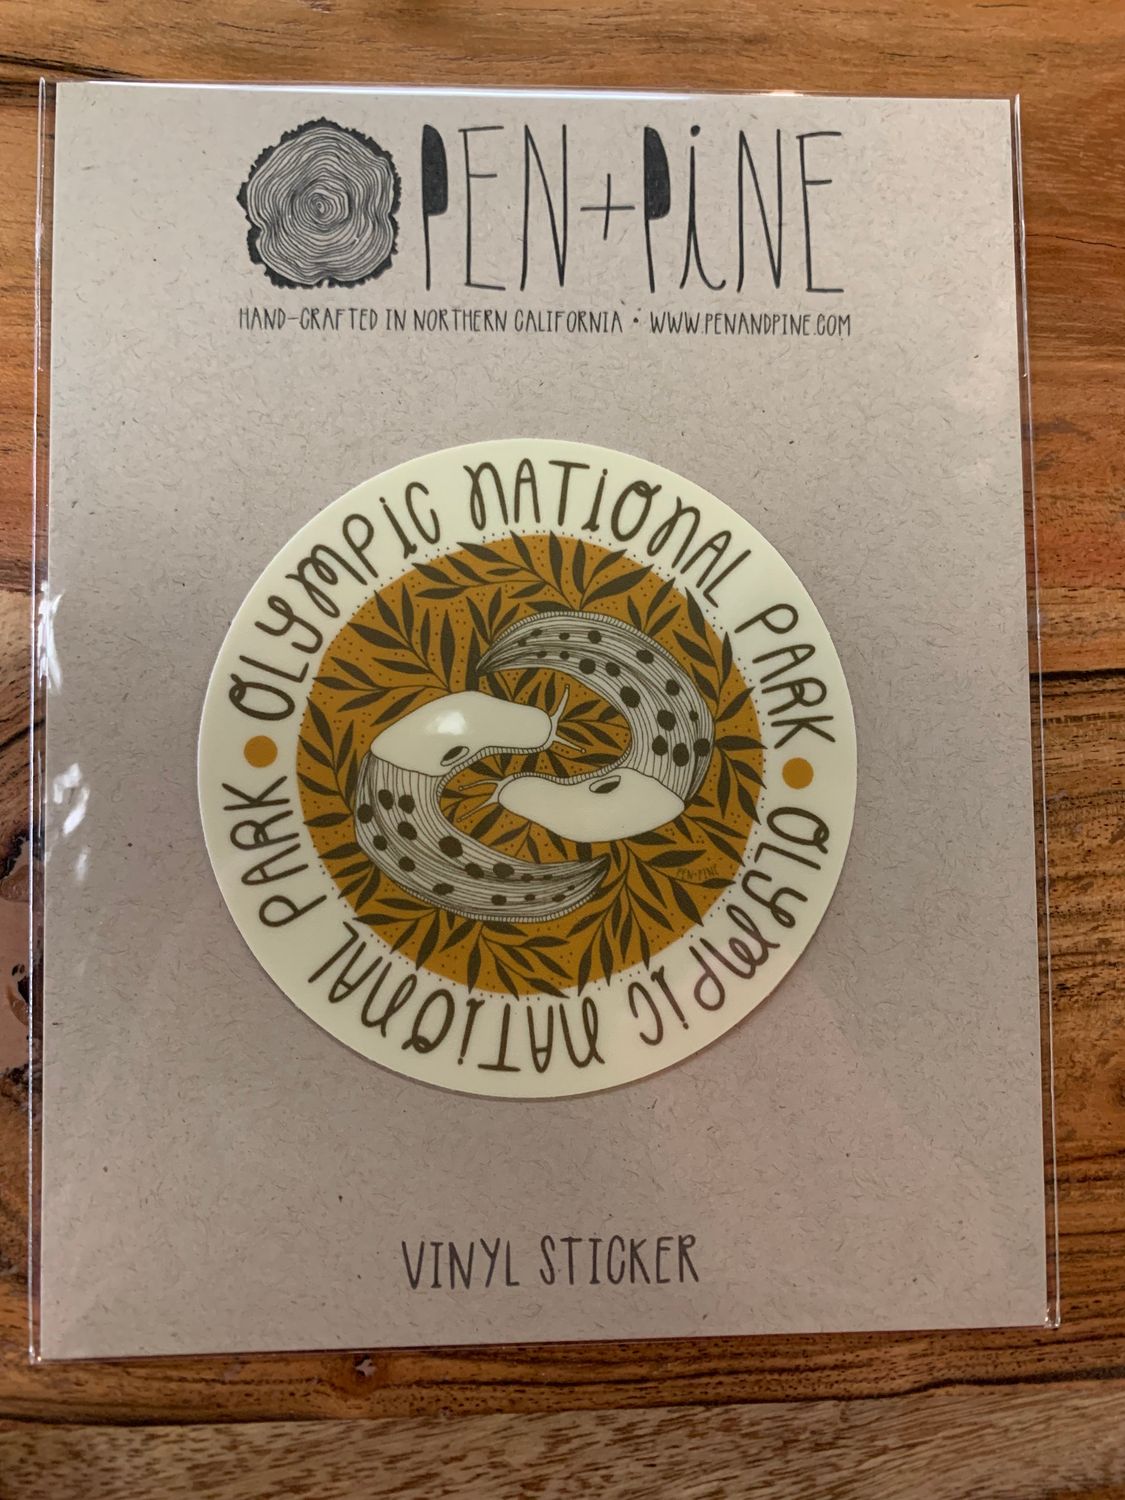 PEN+PiNE
HAND-CRAFTED IN NORTHERN CALIFORNIA • WWW.PENANDPINE.COM
OLYMPIC NATIONAL PARK • OLYMPIC NATIONAL PARK •
PEN+PINE
VINYL STICKER